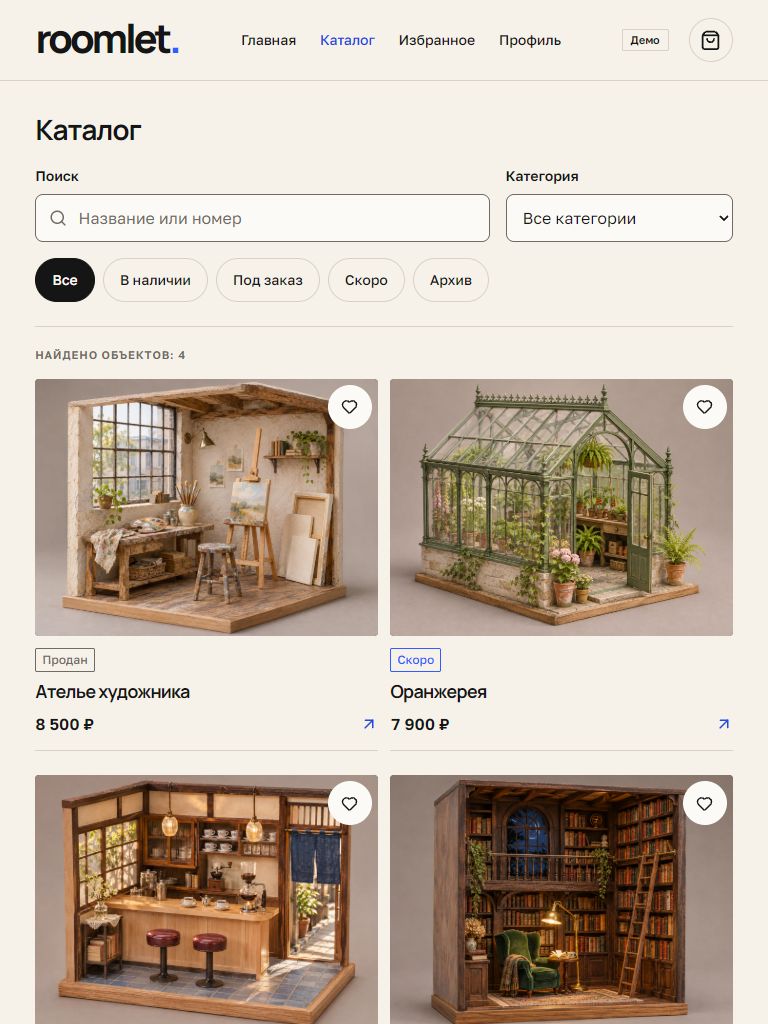 roomlet.
Главная Каталог Избранное Профиль Демо
Каталог
Поиск
Категория
Название или номер
Все категории
Все В наличии Под заказ Скоро Архив
НАЙДЕНО ОБЪЕКТОВ: 4
Продан
Ателье художника
8 500 ₽
Скоро
Оранжерея
7 900 ₽